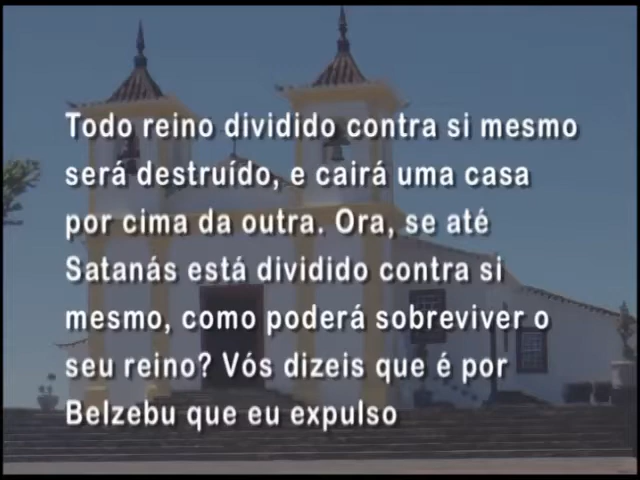 Todo reino dividido contra si mesmo
será destruído, e cairá uma casa
por cima da outra. Ora, se até
Satanás está dividido contra si
mesmo, como poderá sobreviver o
seu reino? Vós dizeis que é por
Belzebu que eu expulso